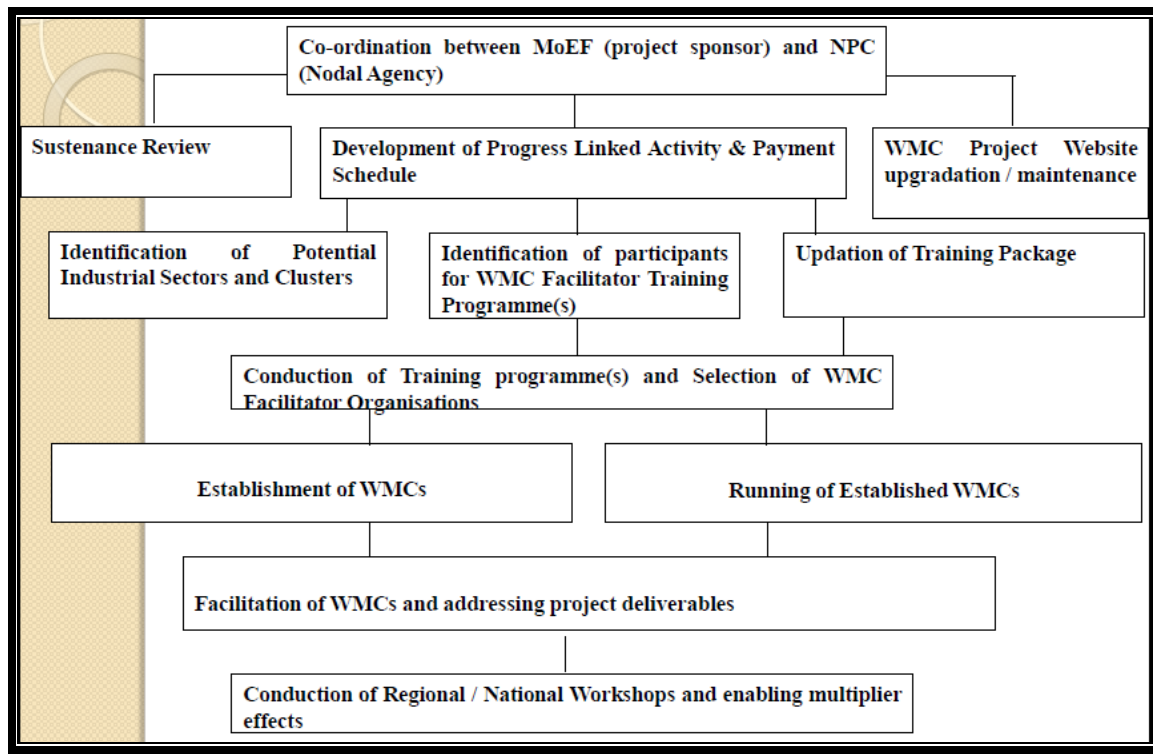 Co-ordination between MoEF (project sponsor) and NPC
(Nodal Agency)
Sustenance Review
Development of Progress Linked Activity & Payment
Schedule
WMC Project Website
upgradation / maintenance
Identification of Potential
Industrial Sectors and Clusters
Identification of participants
for WMC Facilitator Training
Programme(s)
Updation of Training Package
Conduction of Training programme(s) and Selection of WMC
Facilitator Organisations
Establishment of WMCs
Running of Established WMCs
Facilitation of WMCs and addressing project deliverables
Conduction of Regional / National Workshops and enabling multiplier
effects